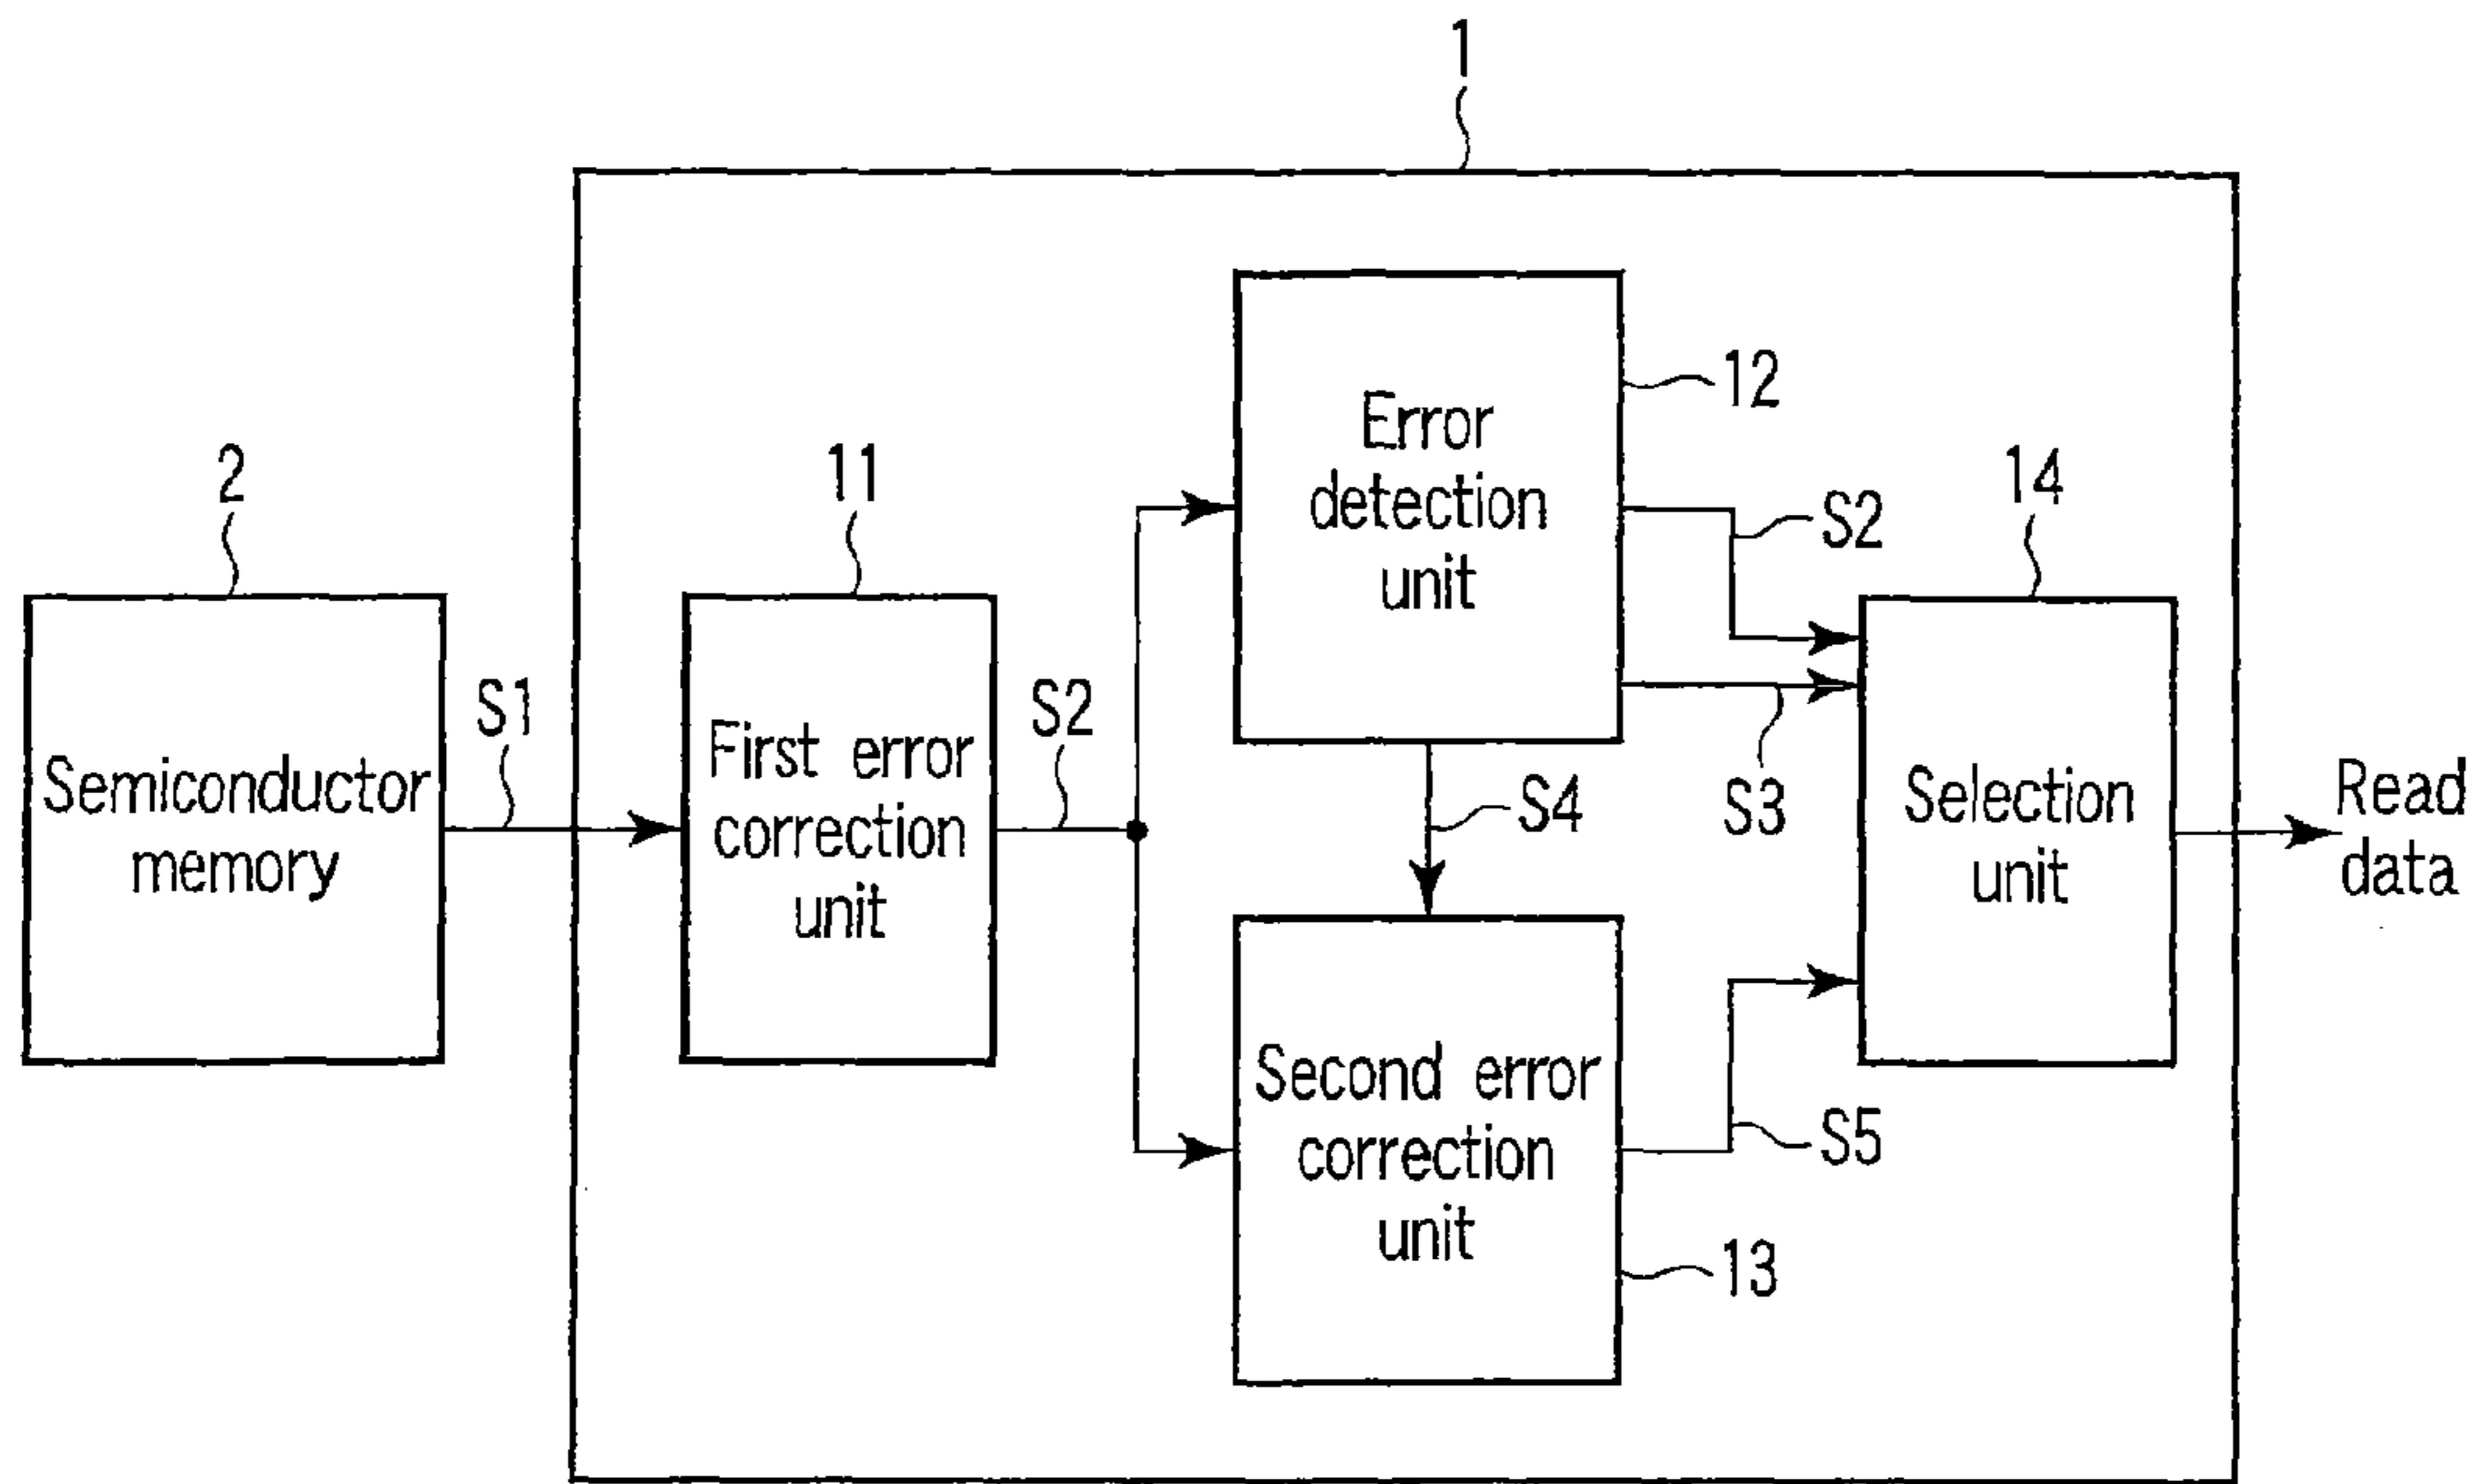 1
2
Semiconductor
memory
S1
11
First error
correction
unit
S2
12
Error
detection
unit
S2
S3
S4
Second error
correction
unit
13
S5
14
Selection
unit
Read
data